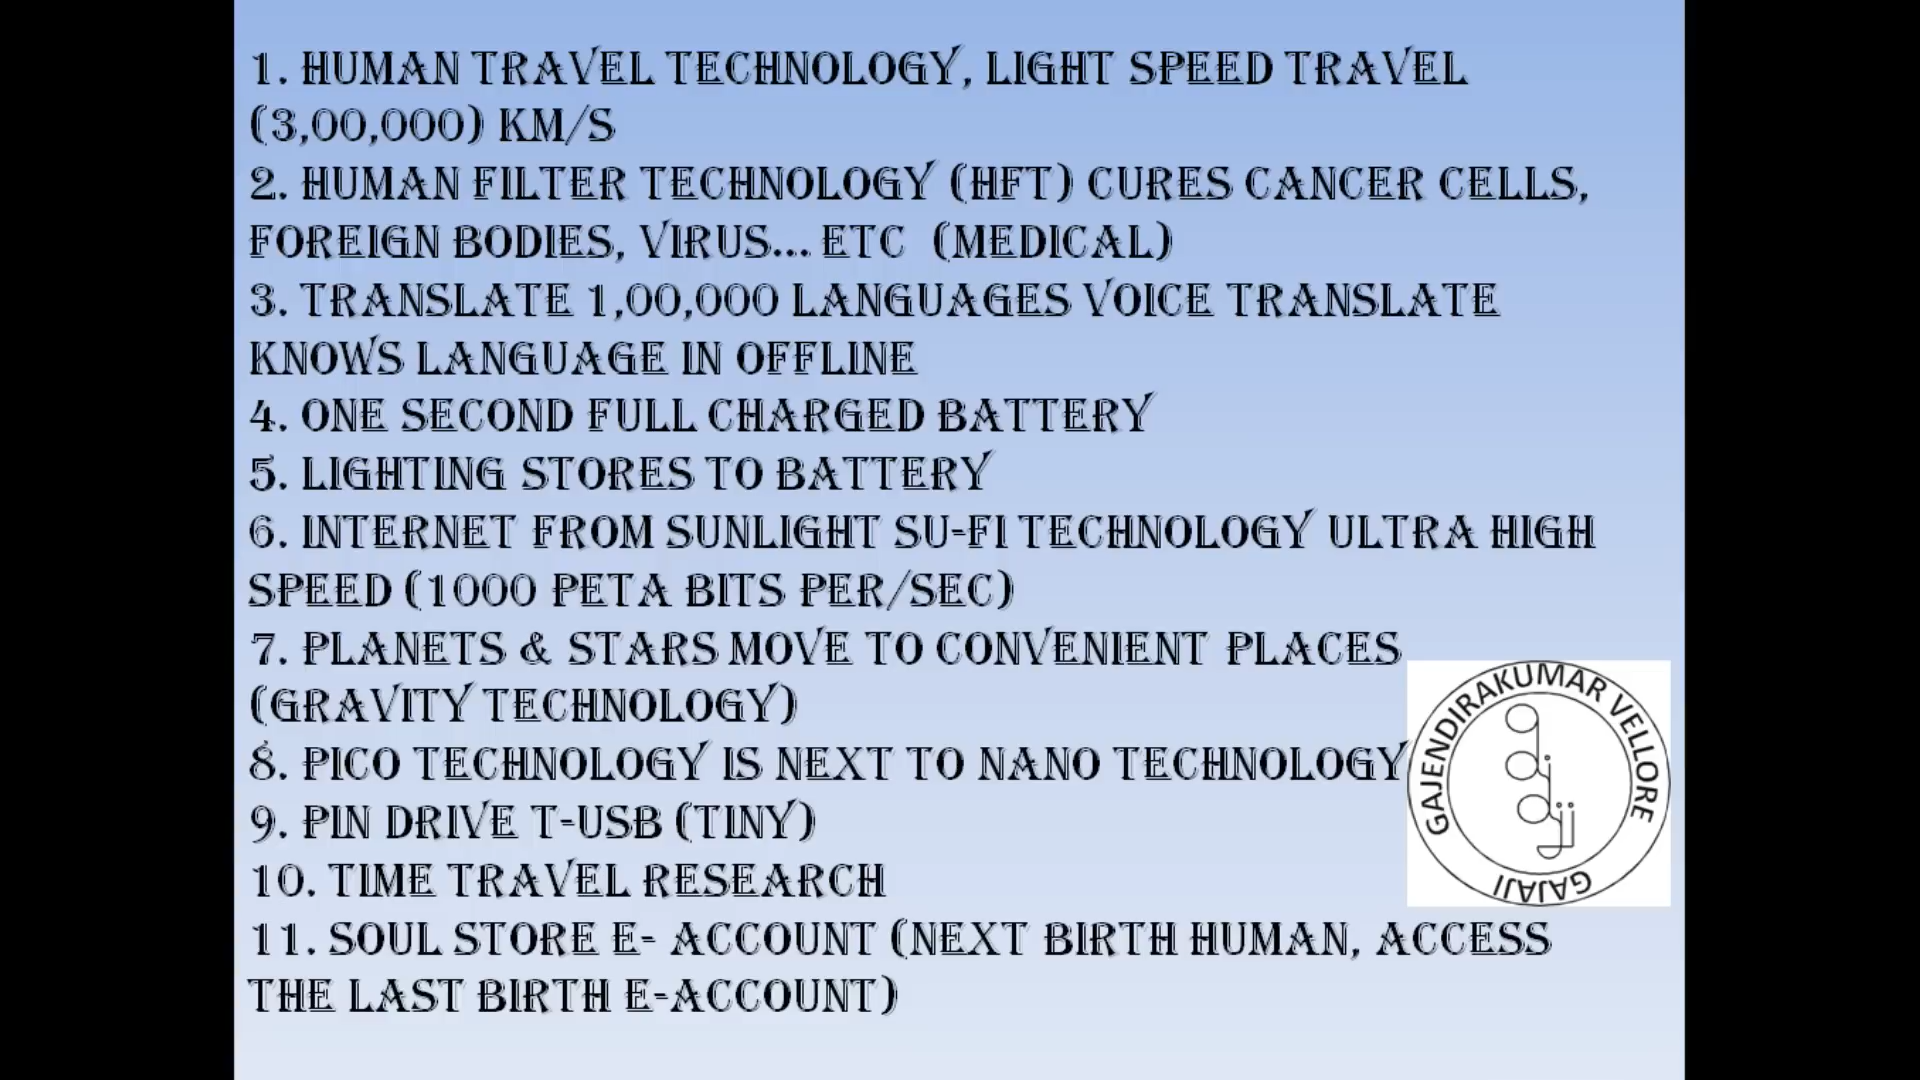 1. HUMAN TRAVEL TECHNOLOGY, LIGHT SPEED TRAVEL
(3,00,000) KM/S
2. HUMAN FILTER TECHNOLOGY (HFT) CURES CANCER CELLS,
FOREIGN BODIES, VIRUS... ETC (MEDICAL)
3. TRANSLATE 1,00,000 LANGUAGES VOICE TRANSLATE
KNOWS LANGUAGE IN OFFLINE
4. ONE SECOND FULL CHARGED BATTERY
5. LIGHTING STORES TO BATTERY
6. INTERNET FROM SUNLIGHT SU-FI TECHNOLOGY ULTRA HIGH
SPEED (1000 PETA BITS PER/SEC)
7. PLANETS & STARS MOVE TO CONVENIENT PLACES
(GRAVITY TECHNOLOGY)
8. PICO TECHNOLOGY IS NEXT TO NANO TECHNOLOGY
9. PIN DRIVE T-USB (TINY)
10. TIME TRAVEL RESEARCH
11. SOUL STORE E- ACCOUNT (NEXT BIRTH HUMAN, ACCESS
THE LAST BIRTH E-ACCOUNT)
GAJENDIRAKUMAR VELLORE
GAJAJI